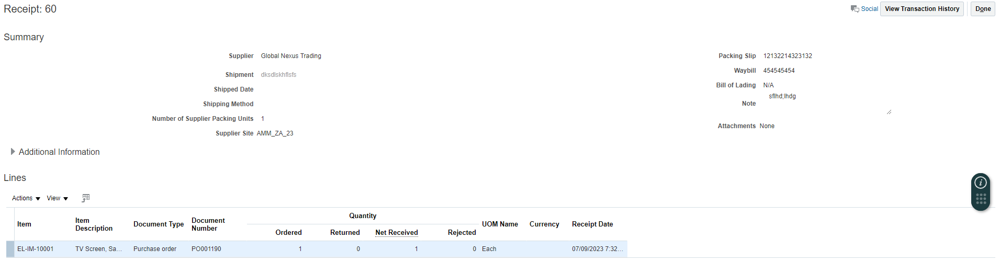 Receipt: 60
Social
View Transaction History
Done
Summary
Supplier Global Nexus Trading
Shipment dksdlskhflsfs
Shipped Date
Shipping Method
Number of Supplier Packing Units 1
Supplier Site AMM_ZA_23
Packing Slip 12132214323132
Waybill 454545454
Bill of Lading N/A
Note sflhd;lhdg
Attachments None
Additional Information
Lines
Actions View
Item Item Description Document Type Document Number Quantity UOM Name Currency Receipt Date
Ordered Returned Net Received Rejected
EL-IM-10001 TV Screen, Sa... Purchase order PO001190 1 0 1 0 Each 07/09/2023 7:32...